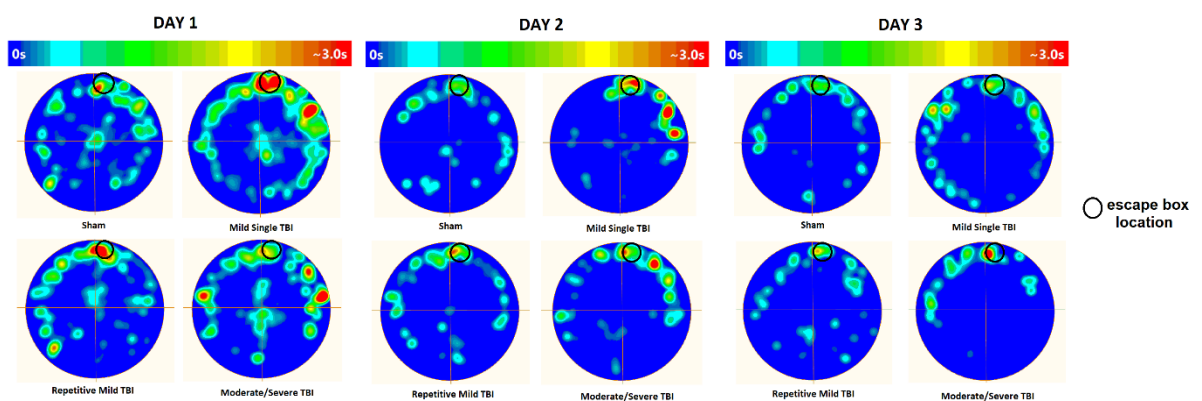 DAY 1
DAY 2
DAY 3
0s
~3.0s
0s
~3.0s
0s
~3.0s
Sham
Mild Single TBI
Sham
Mild Single TBI
Sham
Mild Single TBI
escape box
location
Repetitive Mild TBI
Moderate/Severe TBI
Repetitive Mild TBI
Moderate/Severe TBI
Repetitive Mild TBI
Moderate/Severe TBI